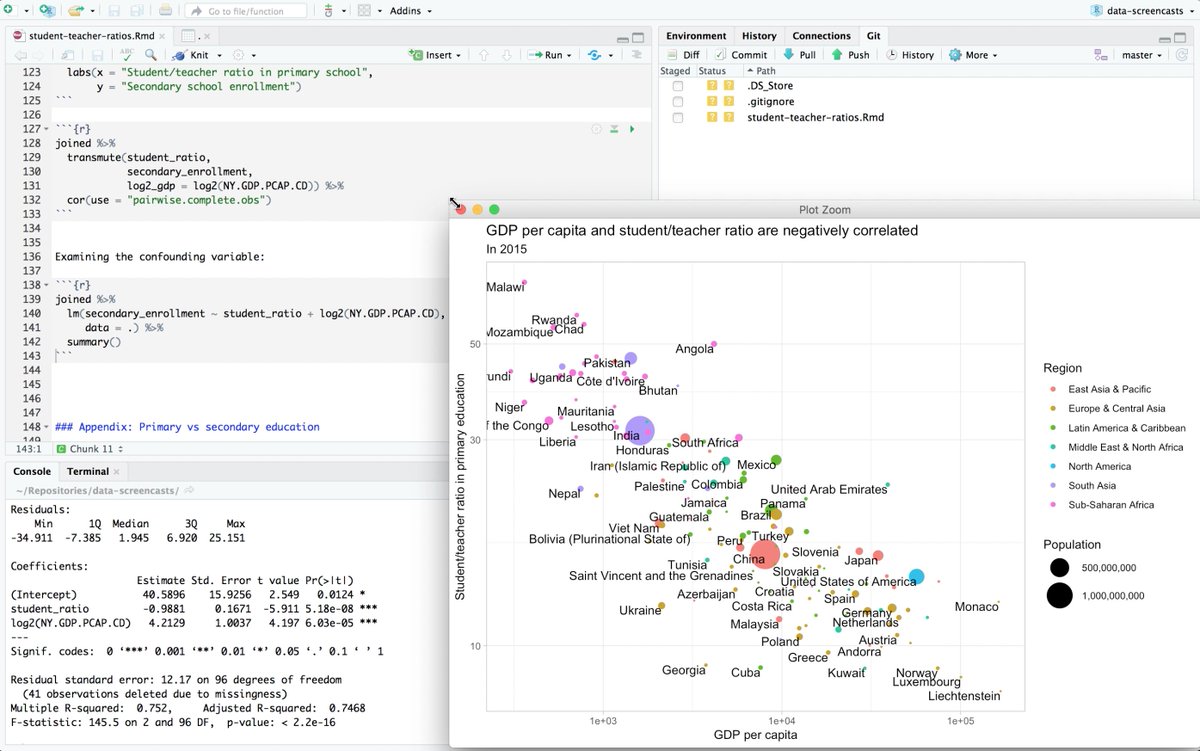 Go to file/function
Addins
data-screencasts
student-teacher-ratios.Rmd
Knit
Insert
Run
123 labs(x = "Student/teacher ratio in primary school",
124 y = "Secondary school enrollment")
125 ```
126
127 ```{r}
128 joined %>%
129 transmute(student_ratio,
130 secondary_enrollment,
131 log2_gdp = log2(NY.GDP.PCAP.CD)) %>%
132 cor(use = "pairwise.complete.obs")
133 ```
134
135
136 Examining the confounding variable:
137
138 ```{r}
139 joined %>%
140 lm(secondary_enrollment ~ student_ratio + log2(NY.GDP.PCAP.CD),
141 data = .) %>%
142 summary()
143 ```
144
145
146
147
148 ### Appendix: Primary vs secondary education
149
143:1 Chunk 11
Console Terminal
~/Repositories/data-screencasts/
Residuals:
Min 1Q Median 3Q Max
-34.911 -7.385 1.945 6.920 25.151
Coefficients:
Estimate Std. Error t value Pr(>|t|)
(Intercept) 40.5896 15.9256 2.549 0.0124 *
student_ratio -0.9881 0.1671 -5.911 5.18e-08 ***
log2(NY.GDP.PCAP.CD) 4.2129 1.0037 4.197 6.03e-05 ***
---
Signif. codes: 0 ‘***’ 0.001 ‘**’ 0.01 ‘*’ 0.05 ‘.’ 0.1 ‘ ’ 1
Residual standard error: 12.17 on 96 degrees of freedom
(41 observations deleted due to missingness)
Multiple R-squared: 0.752, Adjusted R-squared: 0.7468
F-statistic: 145.5 on 2 and 96 DF, p-value: < 2.2e-16
Environment History Connections Git
Diff Commit Pull Push History More master
Staged Status Path
.DS_Store
.gitignore
student-teacher-ratios.Rmd
Plot Zoom
GDP per capita and student/teacher ratio are negatively correlated
In 2015
Student/teacher ratio in primary education
50
30
10
Malawi
Rwanda
Mozambique
Chad
Angola
Pakistan
undi
Uganda
Côte d'Ivoire
Bhutan
Niger
Mauritania
f the Congo
Lesotho
India
Liberia
South Africa
Honduras
Iran (Islamic Republic of)
Mexico
Palestine
Colombia
Nepal
United Arab Emirates
Jamaica
Panama
Guatemala
Brazil
Viet Nam
Bolivia (Plurinational State of)
Peru
Turkey
China
Slovenia
Japan
Tunisia
Slovakia
Saint Vincent and the Grenadines
United States of America
Azerbaijan
Croatia
Spain
Ukraine
Costa Rica
Monaco
Germany
Malaysia
Netherlands
Poland
Austria
Greece
Andorra
Georgia
Cuba
Kuwait
Norway
Luxembourg
Liechtenstein
1e+03 1e+04 1e+05
GDP per capita
Region
East Asia & Pacific
Europe & Central Asia
Latin America & Caribbean
Middle East & North Africa
North America
South Asia
Sub-Saharan Africa
Population
500,000,000
1,000,000,000